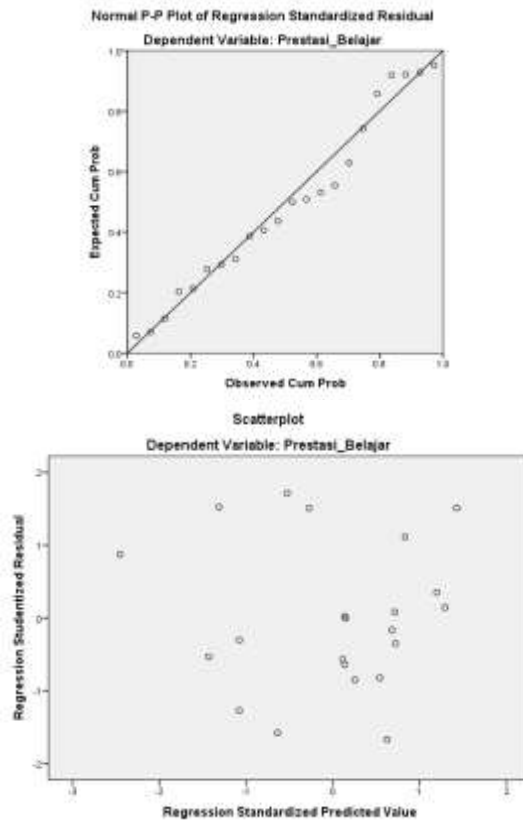 Normal P-P Plot of Regression Standardized Residual
Dependent Variable: Prestasi_Belajar
1.0
0.8
0.6
0.4
0.2
0.0
Expected Cum Prob
0.0 0.2 0.4 0.6 0.8 1.0
Observed Cum Prob
Scatterplot
Dependent Variable: Prestasi_Belajar
2
1
0
-1
-2
Regression Studentized Residual
-3 -2 -1 0 1 2
Regression Standardized Predicted Value